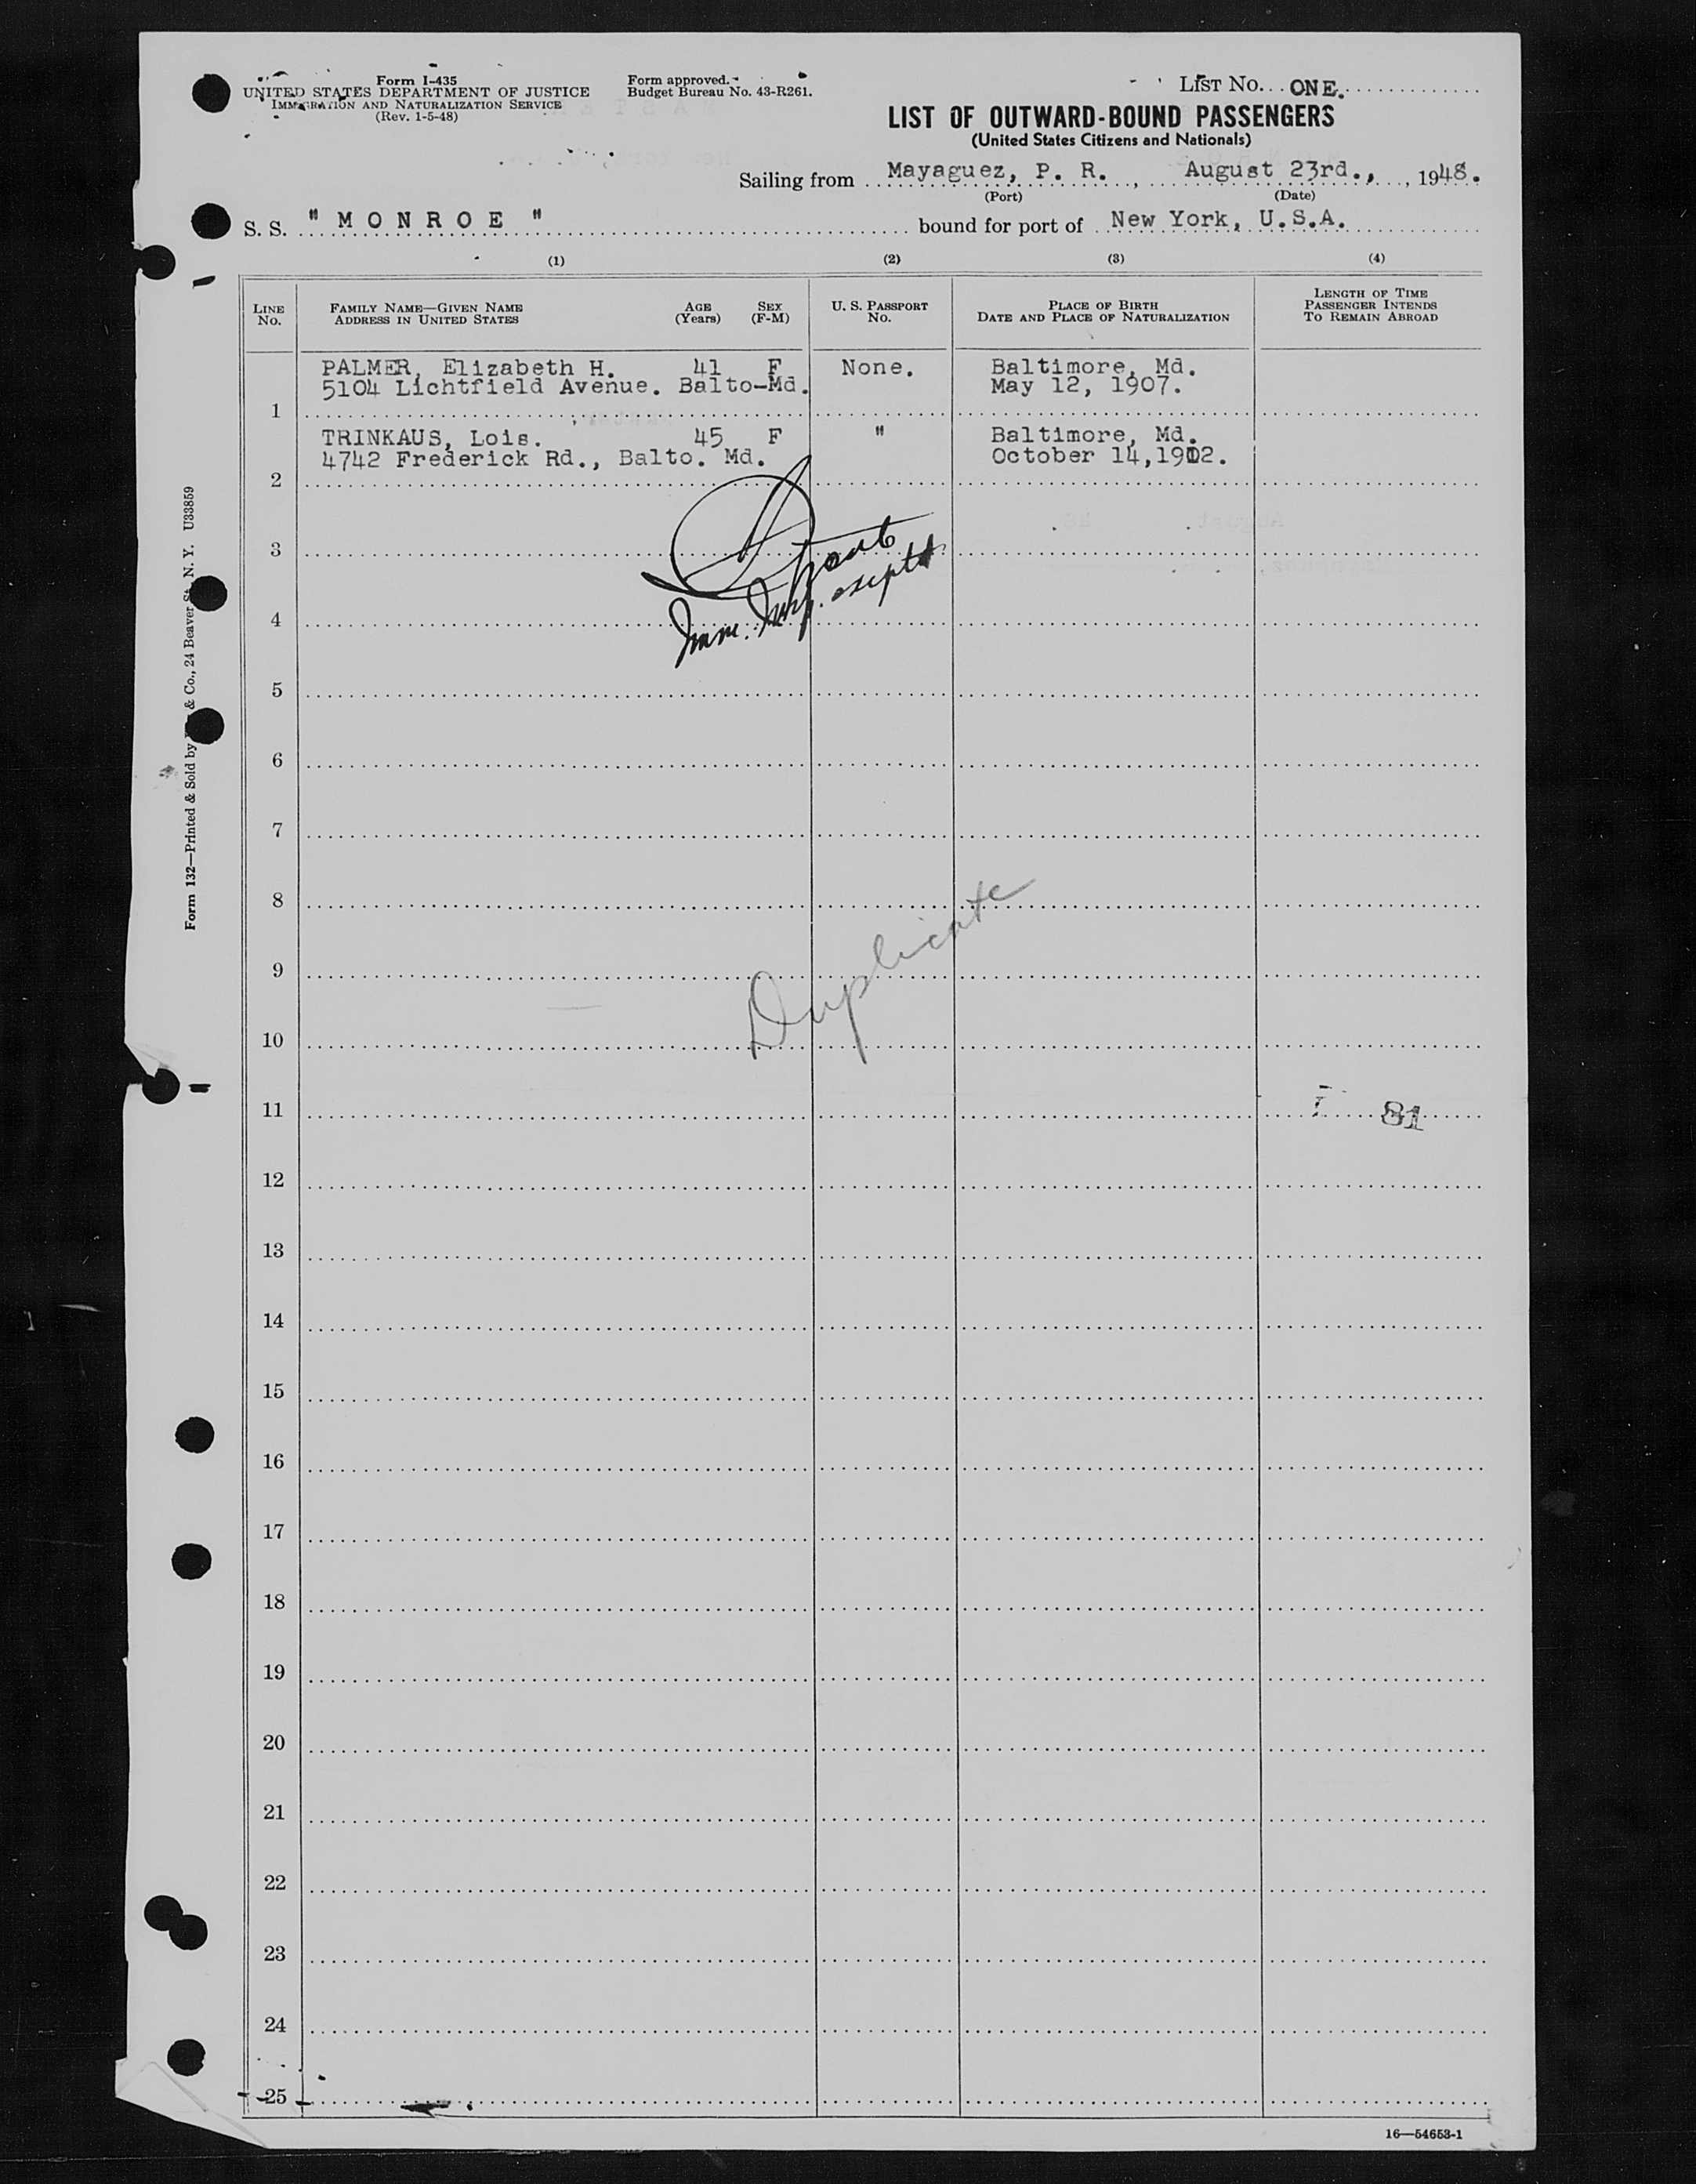 Form I-435
UNITED STATES DEPARTMENT OF JUSTICE
IMMIGRATION AND NATURALIZATION SERVICE
(Rev. 1-5-48)
Form approved.
Budget Bureau No. 43-R261.
LIST NO. ONE.
LIST OF OUTWARD-BOUND PASSENGERS
(United States Citizens and Nationals)
Sailing from Mayaguez, P. R., August 23rd., 1948.
(Port) (Date)
S. S. " M O N R O E " bound for port of New York, U.S.A.
(1) (2) (3) (4)
LINE No. FAMILY NAME—GIVEN NAME ADDRESS IN UNITED STATES AGE (Years) SEX (F-M) U. S. PASSPORT No. PLACE OF BIRTH DATE AND PLACE OF NATURALIZATION LENGTH OF TIME PASSENGER INTENDS TO REMAIN ABROAD
PALMER, Elizabeth H. 41 F None. Baltimore, Md.
5104 Lichtfield Avenue. Balto-Md. May 12, 1907.
1
TRINKAUS, Lois. 45 F " Baltimore, Md.
4742 Frederick Rd., Balto. Md. October 14,1902.
2
3
4
Imm.
5
6
7
8
Duplicate
9
10
11 81
12
13
14
15
16
17
18
19
20
21
22
23
24
25
16—54653-1
Form 132—Printed & Sold by & Co., 24 Beaver St., N. Y. U33859